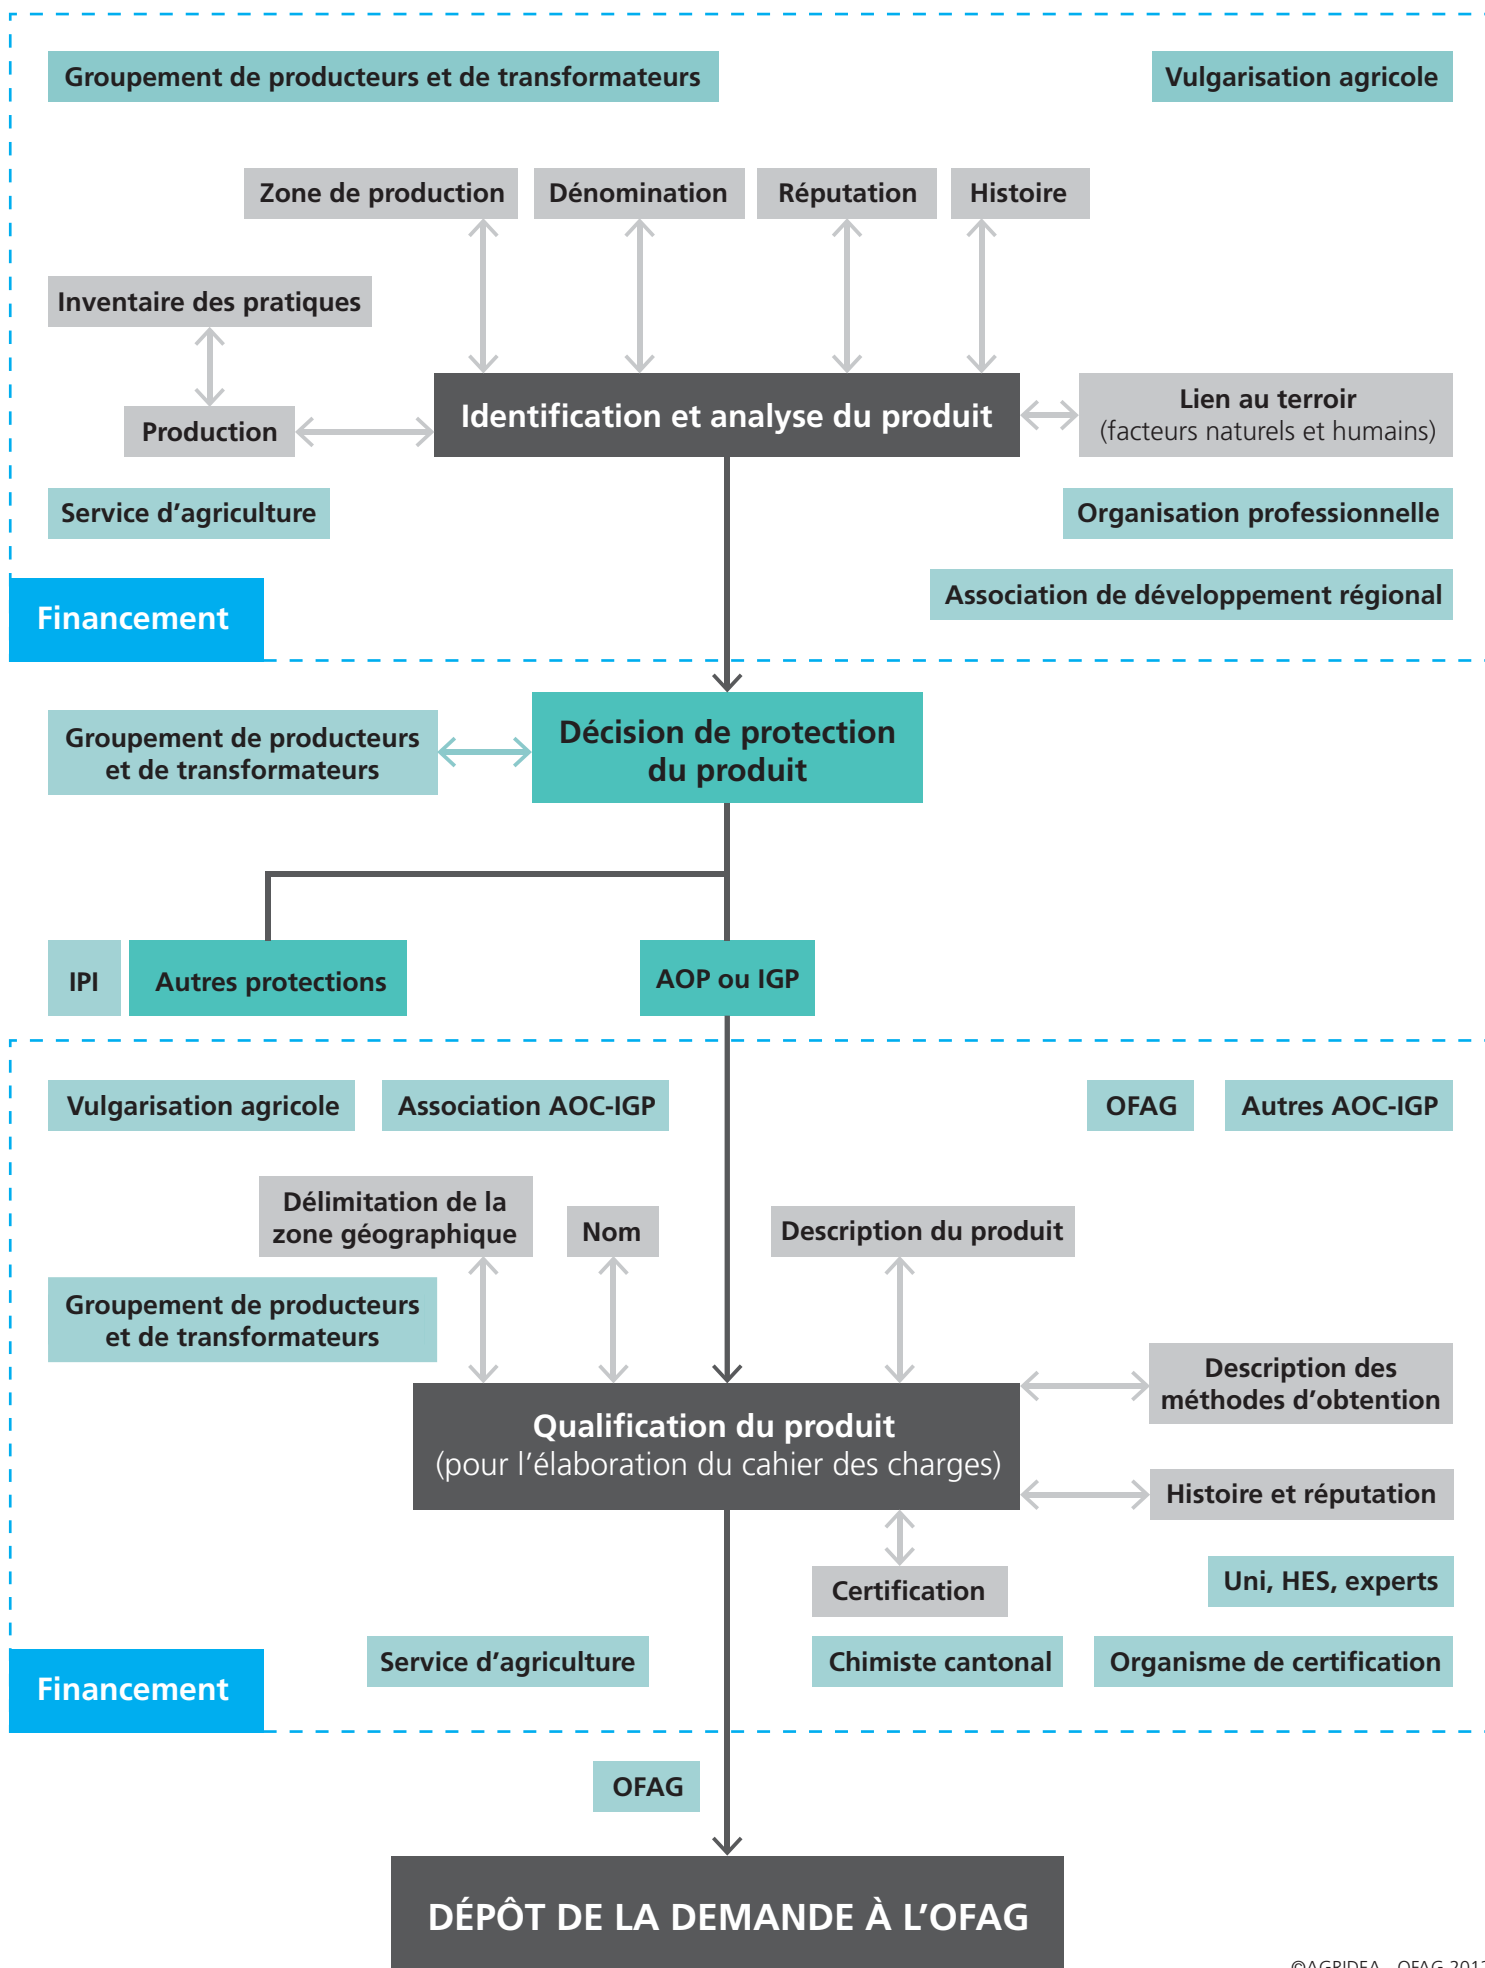 Groupement de producteurs et de transformateurs
Vulgarisation agricole
Zone de production
Dénomination
Réputation
Histoire
Inventaire des pratiques
Production
Identification et analyse du produit
Lien au terroir
(facteurs naturels et humains)
Service d’agriculture
Organisation professionnelle
Association de développement régional
Financement
Groupement de producteurs
et de transformateurs
Décision de protection
du produit
IPI
Autres protections
AOP ou IGP
Vulgarisation agricole
Association AOC-IGP
OFAG
Autres AOC-IGP
Délimitation de la
zone géographique
Nom
Description du produit
Groupement de producteurs
et de transformateurs
Description des
méthodes d’obtention
Qualification du produit
(pour l’élaboration du cahier des charges)
Histoire et réputation
Certification
Uni, HES, experts
Service d’agriculture
Chimiste cantonal
Organisme de certification
Financement
OFAG
DÉPÔT DE LA DEMANDE À L’OFAG
©AGRIDEA - OFAG